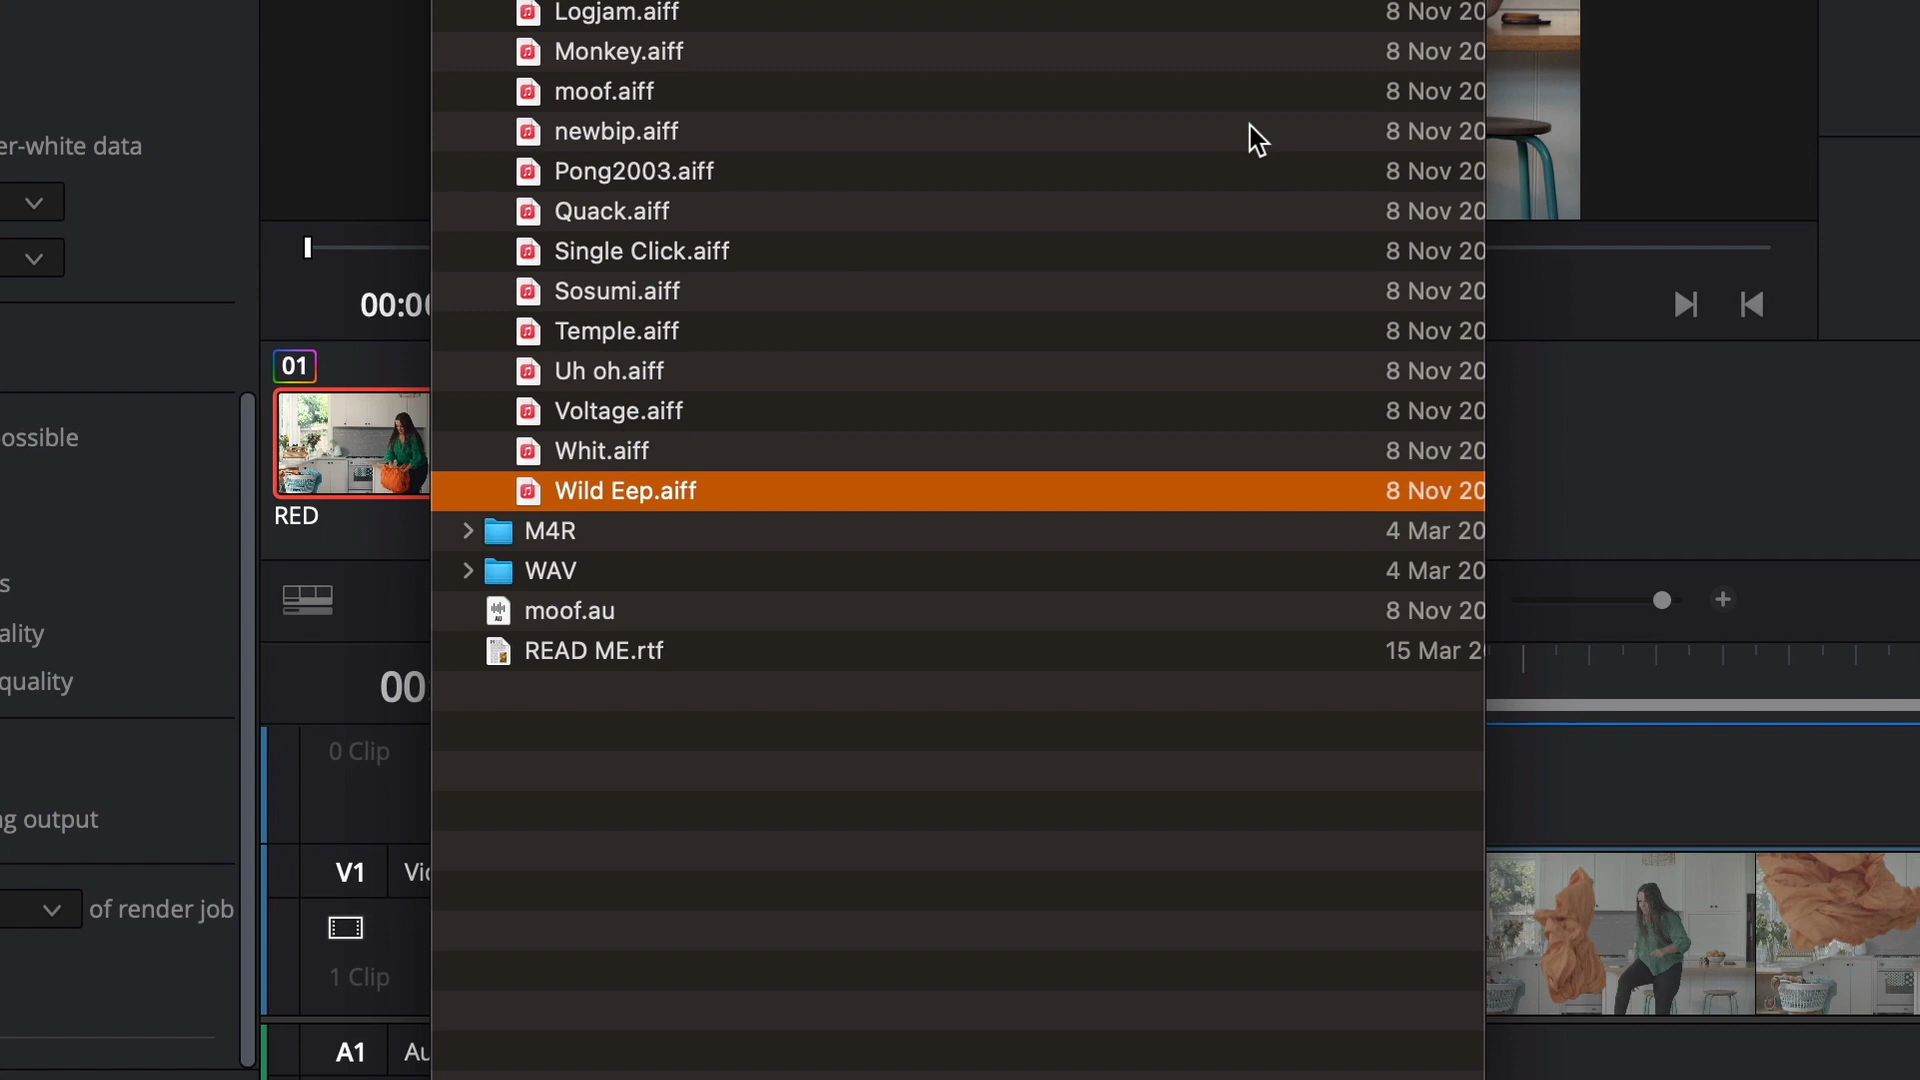 Logjam.aiff 8 Nov 20
Monkey.aiff 8 Nov 20
moof.aiff 8 Nov 20
newbip.aiff 8 Nov 20
Pong2003.aiff 8 Nov 20
Quack.aiff 8 Nov 20
Single Click.aiff 8 Nov 20
Sosumi.aiff 8 Nov 20
Temple.aiff 8 Nov 20
Uh oh.aiff 8 Nov 20
Voltage.aiff 8 Nov 20
Whit.aiff 8 Nov 20
Wild Eep.aiff 8 Nov 20
M4R 4 Mar 20
WAV 4 Mar 20
moof.au 8 Nov 20
READ ME.rtf 15 Mar 2
er-white data
ossible
s
ality
quality
g output
of render job
00:00
01
RED
00
0 Clip
V1 Vi
1 Clip
A1 Au